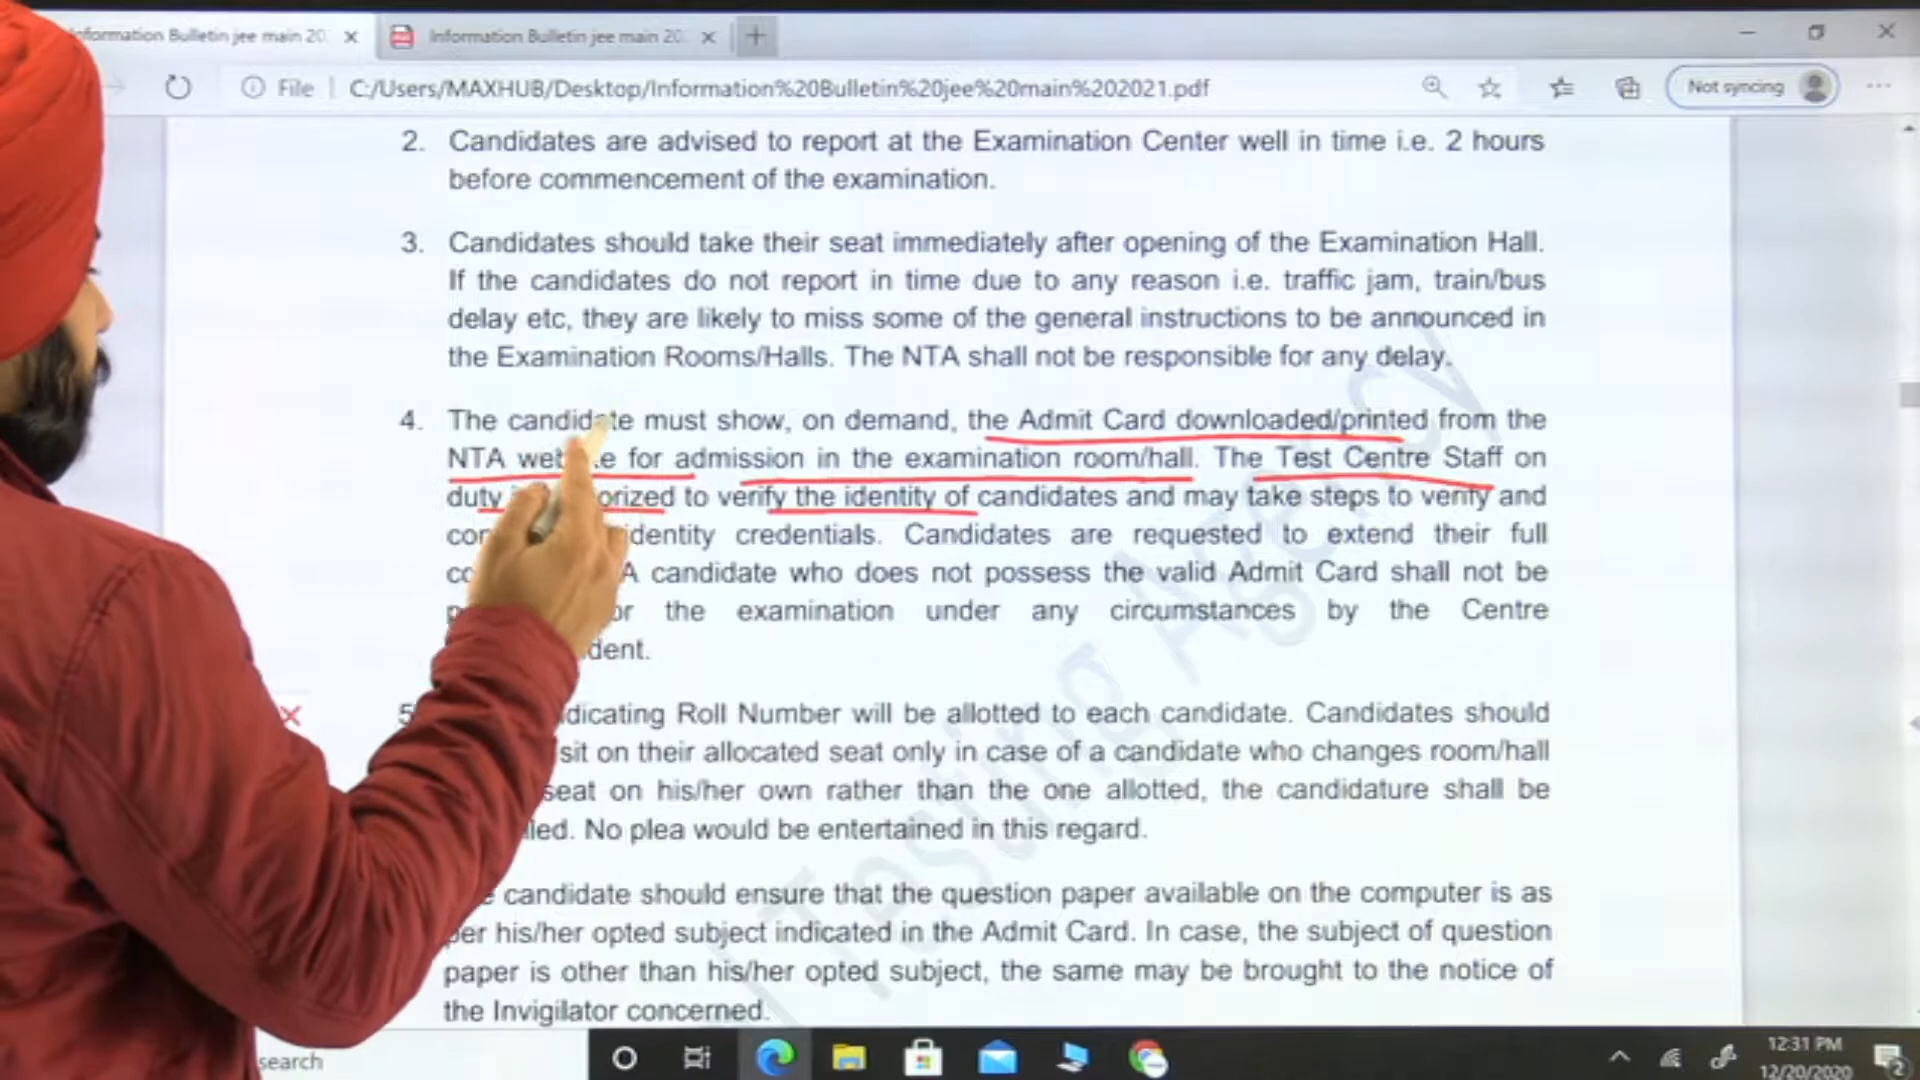 Information Bulletin jee main 20
Information Bulletin jee main 20
File
C:/Users/MAXHUB/Desktop/Information%20Bulletin%20jee%20main%202021.pdf
Not syncing
2. Candidates are advised to report at the Examination Center well in time i.e. 2 hours
before commencement of the examination.
3. Candidates should take their seat immediately after opening of the Examination Hall.
If the candidates do not report in time due to any reason i.e. traffic jam, train/bus
delay etc, they are likely to miss some of the general instructions to be announced in
the Examination Rooms/Halls. The NTA shall not be responsible for any delay.
4. The candidate must show, on demand, the Admit Card downloaded/printed from the
NTA for admission in the examination room/hall. The Test Centre Staff on
duty to verify the identity of candidates and may take steps to verify and
identity credentials. Candidates are requested to extend their full
A candidate who does not possess the valid Admit Card shall not be
the examination under any circumstances by the Centre
5
Roll Number will be allotted to each candidate. Candidates should
sit on their allocated seat only in case of a candidate who changes room/hall
seat on his/her own rather than the one allotted, the candidature shall be
No plea would be entertained in this regard.
candidate should ensure that the question paper available on the computer is as
per his/her opted subject indicated in the Admit Card. In case, the subject of question
paper is other than his/her opted subject, the same may be brought to the notice of
the Invigilator concerned.
Testing Agency
search
12:31 PM
12/20/2020
2